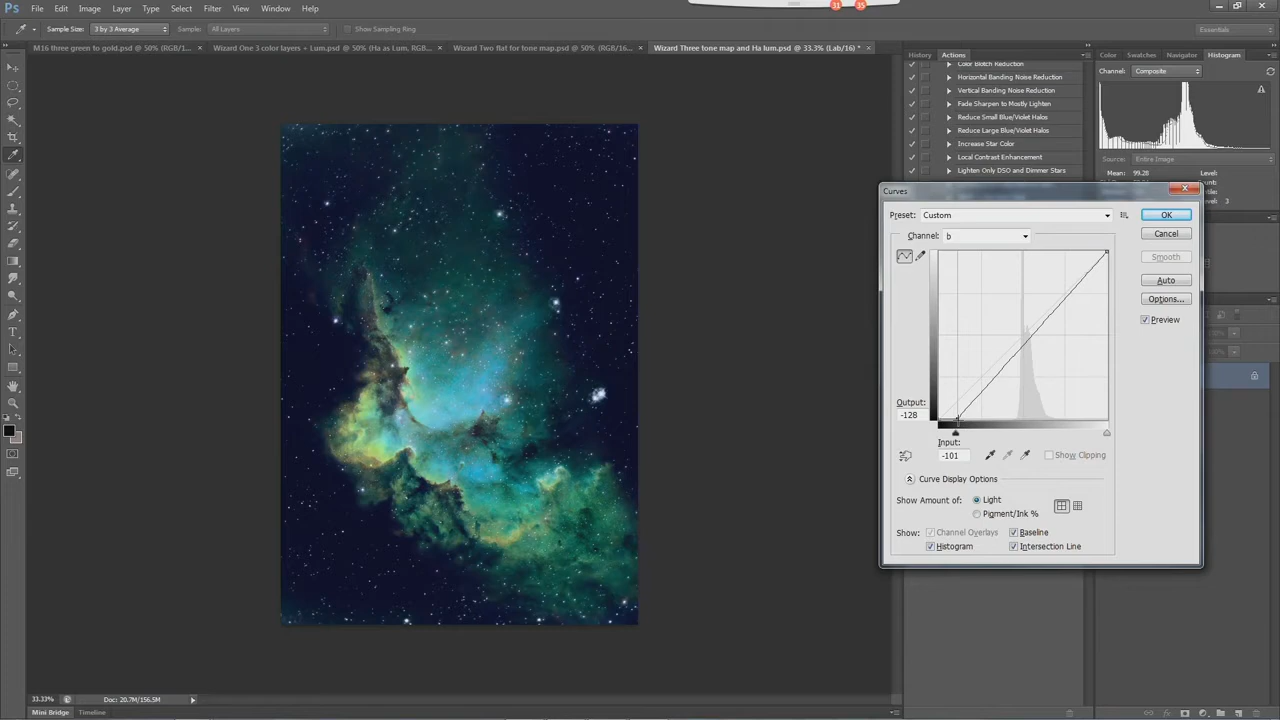 Ps File Edit Image Layer Type Select Filter View Window Help
31 35
Sample Size: 3 by 3 Average Sample: All Layers Show Sampling Ring Essentials
M16 three green to gold.psd @ 50% (RGB/1... × Wizard One 3 color layers + Lum.psd @ 50% (Ha as Lum, RGB... × Wizard Two flat for tone map.psd @ 50% (RGB/16... × Wizard Three tone map and Ha lum.psd @ 33.3% (Lab/16) * ×
History Actions
Color Swatches Navigator Histogram
Color Blotch Reduction
Horizontal Banding Noise Reduction
Vertical Banding Noise Reduction
Fade Sharpen to Mostly Lighten
Reduce Small Blue/Violet Halos
Reduce Large Blue/Violet Halos
Increase Star Color
Local Contrast Enhancement
Lighten Only DSO and Dimmer Stars
Channel: Composite
Source: Entire Image
Mean: 99.28 Level:
Curves
Preset: Custom
OK
Channel: b
Cancel
Smooth
Auto
Options...
Preview
Output:
-128
Input:
-101
Show Clipping
Curve Display Options
Show Amount of: Light
Pigment/Ink %
Show: Channel Overlays Baseline
Histogram Intersection Line
33.33% Doc: 20.7M/156.5M
Mini Bridge Timeline